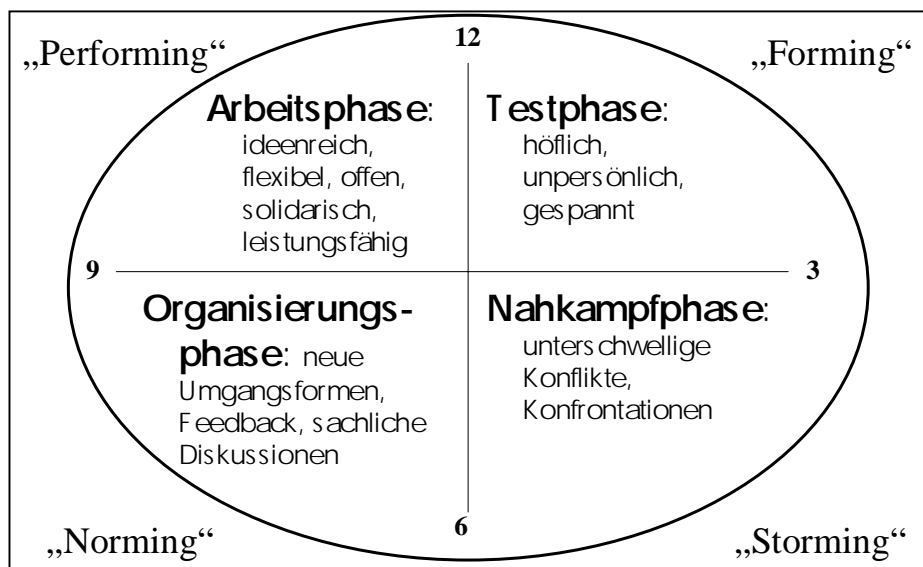 12
„Performing“
„Forming“
Arbeitsphase:
ideenreich,
flexibel, offen,
solidarisch,
leistungsfähig
Testphase:
höflich,
unpersönlich,
gespannt
9
3
Organisierungs-
phase: neue
Umgangsformen,
Feedback, sachliche
Diskussionen
Nahkampfphase:
unterschwellige
Konflikte,
Konfrontationen
6
„Norming“
„Storming“